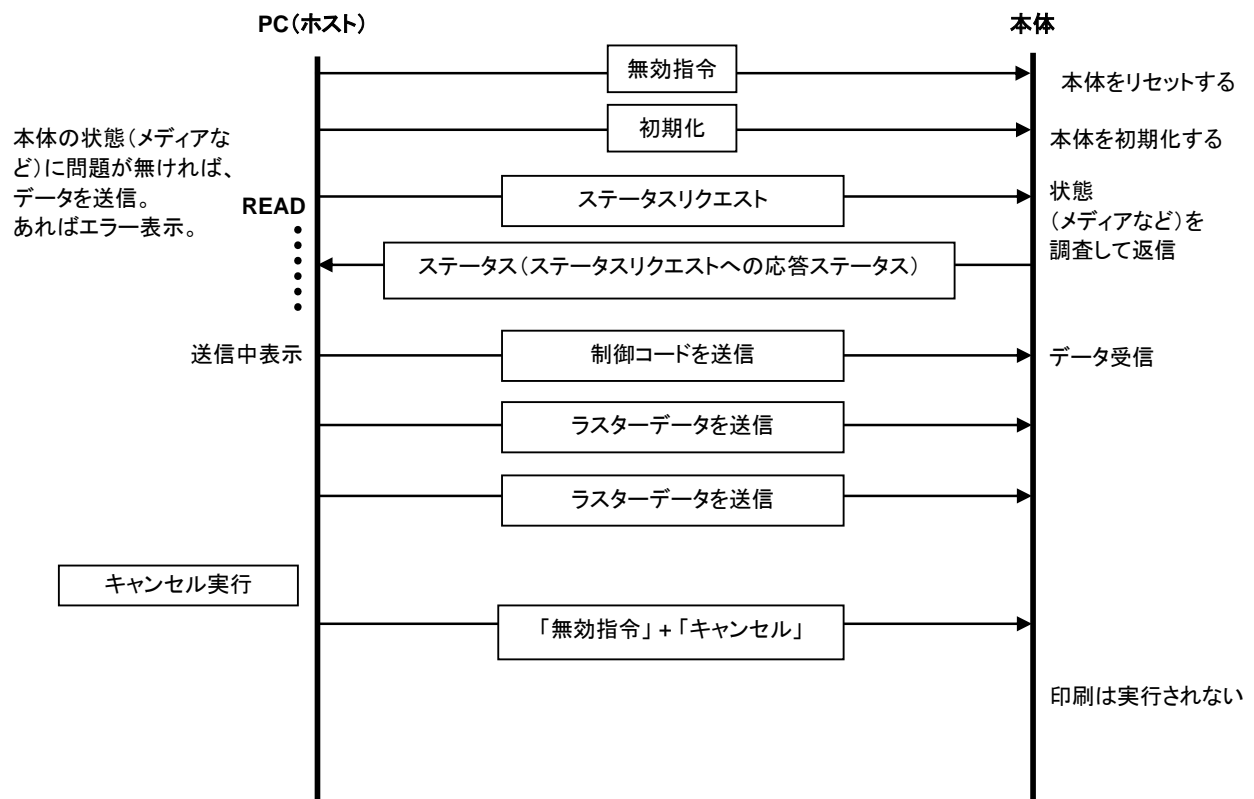 PC（ホスト）
本体
無効指令
本体をリセットする
初期化
本体を初期化する
本体の状態（メディアな
ど）に問題が無ければ、
データを送信。
あればエラー表示。
READ
ステータスリクエスト
状態
（メディアなど）を
調査して返信
ステータス（ステータスリクエストへの応答ステータス）
送信中表示
制御コードを送信
データ受信
ラスターデータを送信
ラスターデータを送信
キャンセル実行
「無効指令」+「キャンセル」
印刷は実行されない